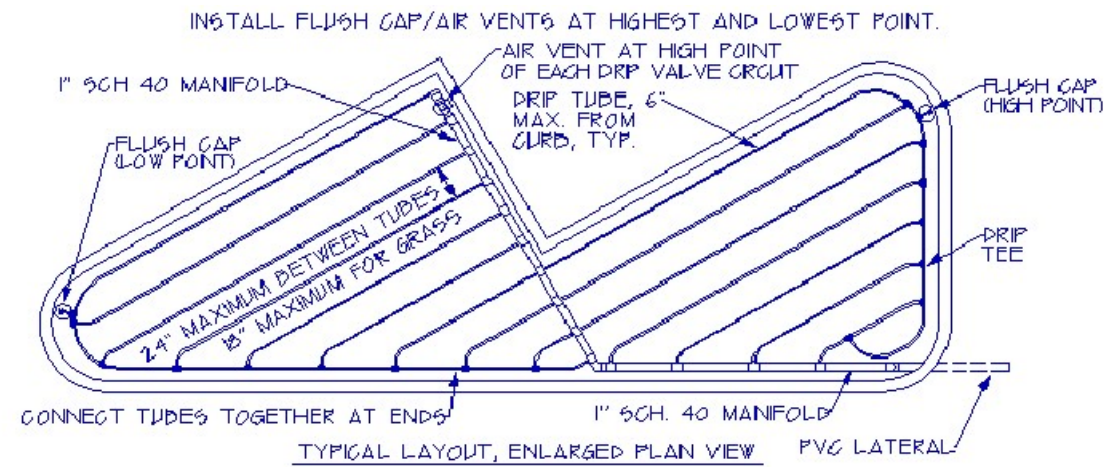 INSTALL FLUSH CAP/AIR VENTS AT HIGHEST AND LOWEST POINT.
AIR VENT AT HIGH POINT
OF EACH DRP VALVE CRCUT
1" SCH 40 MANIFOLD
DRIP TUBE, 6"
MAX. FROM
CURB, TYP.
FLUSH CAP
(HIGH POINT)
FLUSH CAP
(LOW PONT)
24" MAXIMUM BETWEEN TUBES
18" MAXIMUM FOR GRASS
DRIP
TEE
CONNECT TUBES TOGETHER AT ENDS
1" SCH. 40 MANIFOLD
PVC LATERAL
TYPICAL LAYOUT, ENLARGED PLAN VIEW